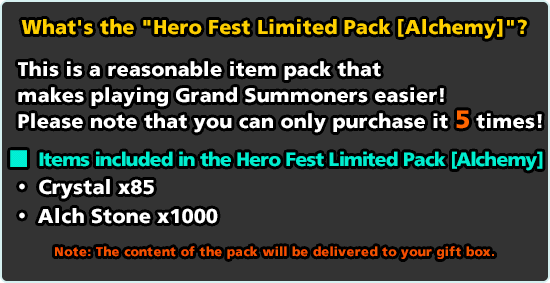 What's the "Hero Fest Limited Pack [Alchemy]"?
This is a reasonable item pack that
makes playing Grand Summoners easier!
Please note that you can only purchase it 5 times!
■ Items included in the Hero Fest Limited Pack [Alchemy]
• Crystal x85
• Alch Stone x1000
Note: The content of the pack will be delivered to your gift box.